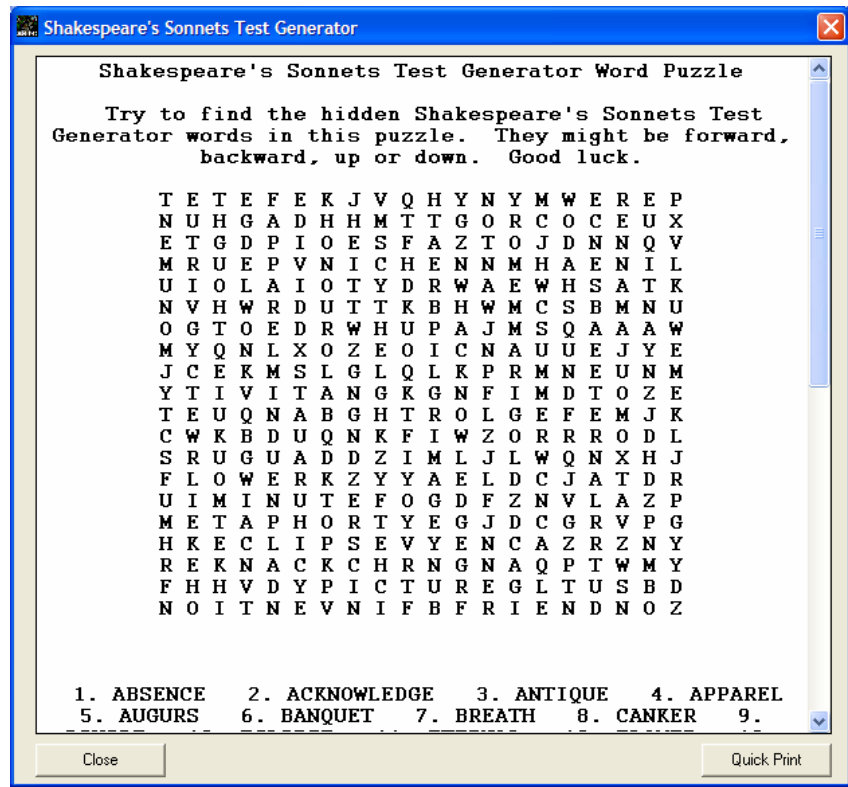 Shakespeare's Sonnets Test Generator
Shakespeare's Sonnets Test Generator Word Puzzle
Try to find the hidden Shakespeare's Sonnets Test
Generator words in this puzzle. They might be forward,
backward, up or down. Good luck.
T E T E F E K J V Q H Y N Y M W E R E P
N U H G A D H H M T T G O R C O C E U X
E T G D P I O E S F A Z T O J D N N Q V
M R U E P V N I C H E N N M H A E N I L
U I O L A I O T Y D R W A E W H S A T K
N V H W R D U T T K B H W M C S B M N U
O G T O E D R W H U P A J M S Q A A A W
M Y Q N L X O Z E O I C N A U U E J Y E
J C E K M S L G L Q L K P R M N E U N M
Y T I V I T A N G K G N F I M D T O Z E
T E U Q N A B G H T R O L G E F E M J K
C W K B D U Q N K F I W Z O R R R O D L
S R U G U A D D Z I M L J L W Q N X H J
F L O W E R K Z Y Y A E L D C J A T D R
U I M I N U T E F O G D F Z N V L A Z P
M E T A P H O R T Y E G J D C G R V P G
H K E C L I P S E V Y E N C A Z R Z N Y
R E K N A C K C H R N G N A Q P T W M Y
F H H V D Y P I C T U R E G L T U S B D
N O I T N E V N I F B F R I E N D N O Z
1. ABSENCE 2. ACKNOWLEDGE 3. ANTIQUE 4. APPAREL
5. AUGURS 6. BANQUET 7. BREATH 8. CANKER 9.
Close Quick Print